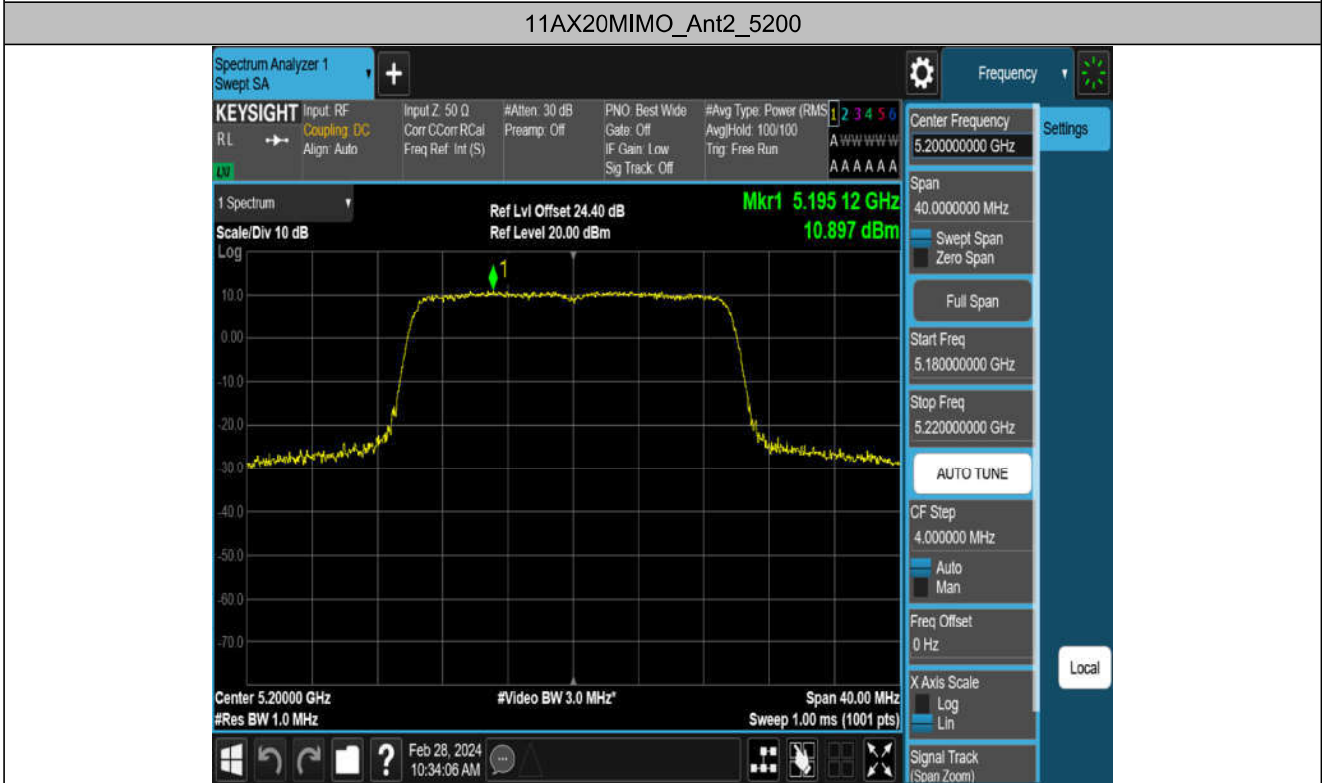 11AX20MIMO_Ant2_5200
Spectrum Analyzer 1
Swept SA
+
Frequency
KEYSIGHT
RL
LXI
Input: RF
Coupling: DC
Align: Auto
Input Z: 50 Ω
Corr CCorr RCal
Freq Ref: Int (S)
#Atten: 30 dB
Preamp: Off
PNO: Best Wide
Gate: Off
IF Gain: Low
Sig Track: Off
#Avg Type: Power (RMS
Avg|Hold: 100/100
Trig: Free Run
1 2 3 4 5 6
A W W W W W
A A A A A A
1 Spectrum
Scale/Div 10 dB
Log
Ref Lvl Offset 24.40 dB
Ref Level 20.00 dBm
Mkr1 5.195 12 GHz
10.897 dBm
1
10.0
0.00
-10.0
-20.0
-30.0
-40.0
-50.0
-60.0
-70.0
Center 5.20000 GHz
#Res BW 1.0 MHz
#Video BW 3.0 MHz*
Span 40.00 MHz
Sweep 1.00 ms (1001 pts)
?
Feb 28, 2024
10:34:06 AM
Center Frequency
5.200000000 GHz
Settings
Span
40.0000000 MHz
Swept Span
Zero Span
Full Span
Start Freq
5.180000000 GHz
Stop Freq
5.220000000 GHz
AUTO TUNE
CF Step
4.000000 MHz
Auto
Man
Freq Offset
0 Hz
X Axis Scale
Log
Lin
Local
Signal Track
(Span Zoom)